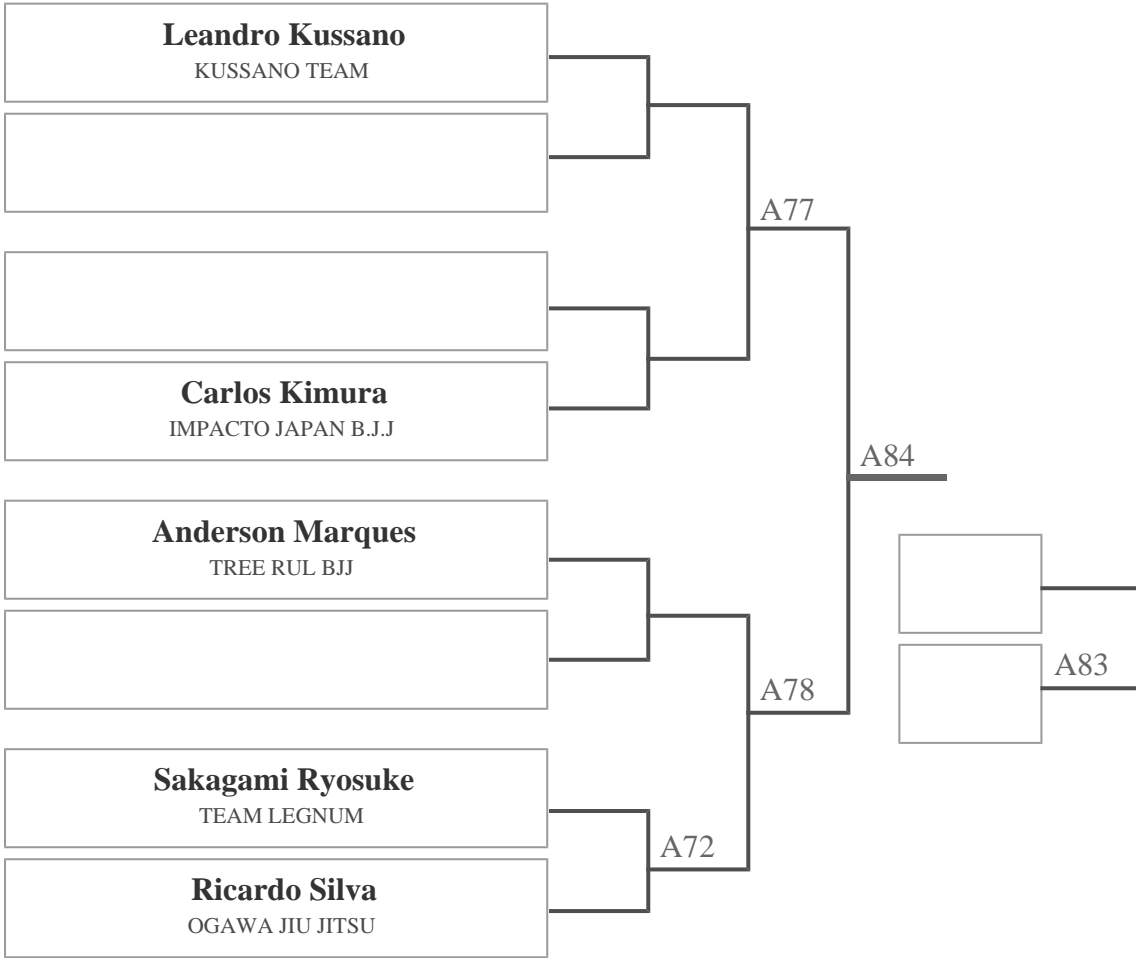 Leandro Kussano
KUSSANO TEAM
A77
Carlos Kimura
IMPACTO JAPAN B.J.J
A84
Anderson Marques
TREE RUL BJJ
A83
A78
Sakagami Ryosuke
TEAM LEGNUM
A72
Ricardo Silva
OGAWA JIU JITSU